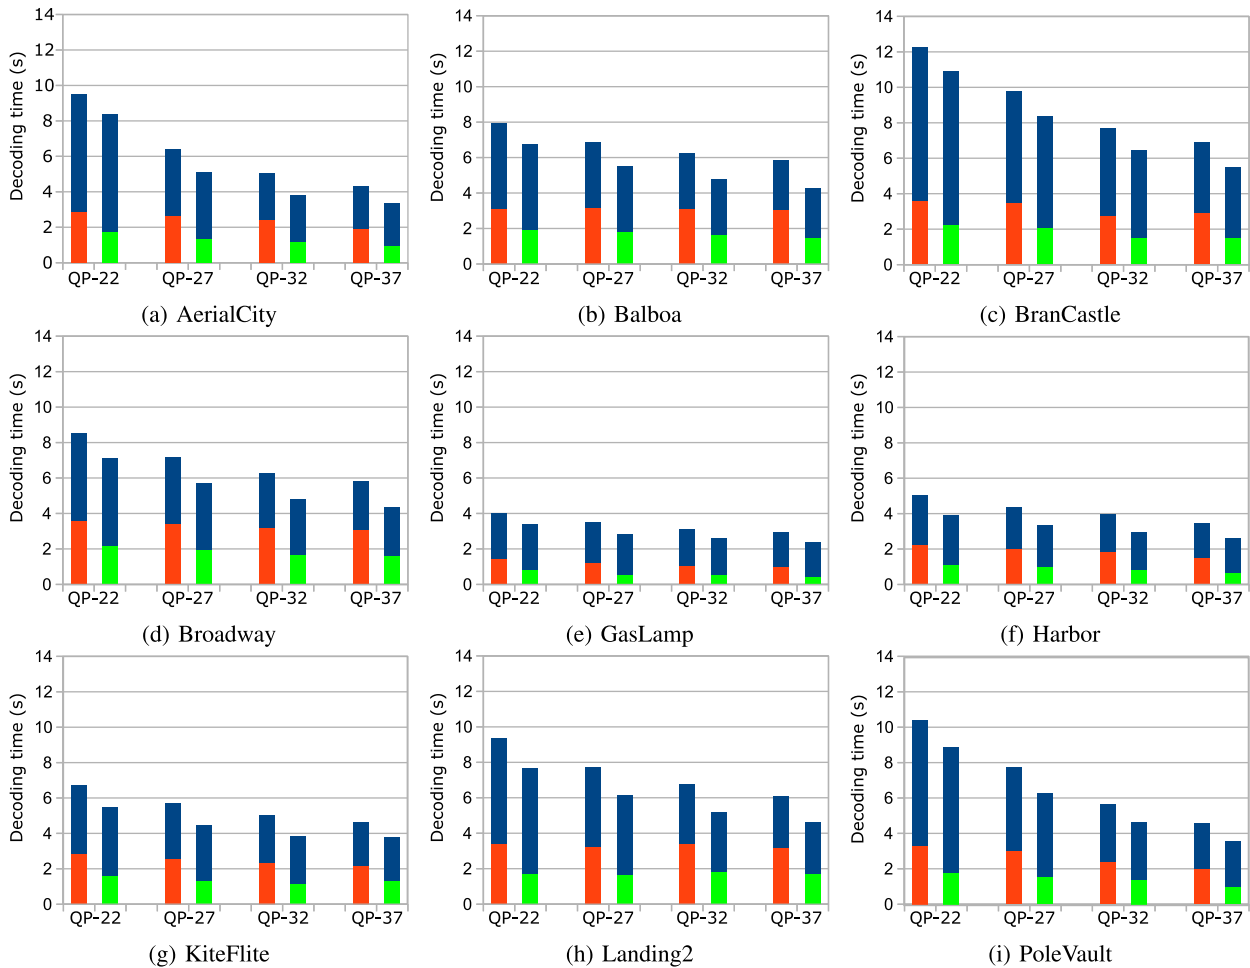 14
12
10
8
6
4
2
0
Decoding time (s)
QP-22 QP-27 QP-32 QP-37
(a) AerialCity
14
12
10
8
6
4
2
0
Decoding time (s)
QP-22 QP-27 QP-32 QP-37
(b) Balboa
14
12
10
8
6
4
2
0
Decoding time (s)
QP-22 QP-27 QP-32 QP-37
(c) BranCastle
14
12
10
8
6
4
2
0
Decoding time (s)
QP-22 QP-27 QP-32 QP-37
(d) Broadway
14
12
10
8
6
4
2
0
Decoding time (s)
QP-22 QP-27 QP-32 QP-37
(e) GasLamp
14
12
10
8
6
4
2
0
Decoding time (s)
QP-22 QP-27 QP-32 QP-37
(f) Harbor
14
12
10
8
6
4
2
0
Decoding time (s)
QP-22 QP-27 QP-32 QP-37
(g) KiteFlite
14
12
10
8
6
4
2
0
Decoding time (s)
QP-22 QP-27 QP-32 QP-37
(h) Landing2
14
12
10
8
6
4
2
0
Decoding time (s)
QP-22 QP-27 QP-32 QP-37
(i) PoleVault